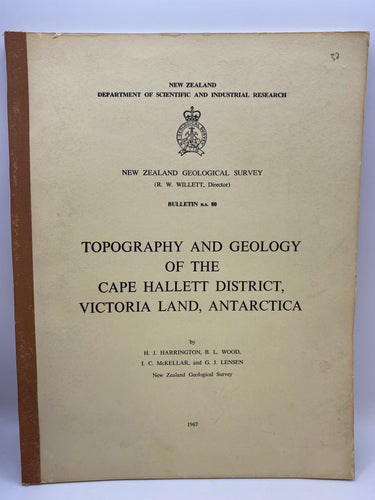 NEW ZEALAND
DEPARTMENT OF SCIENTIFIC AND INDUSTRIAL RESEARCH
NEW ZEALAND GEOLOGICAL SURVEY
(R. W. WILLETT, Director)
BULLETIN n.s. 80
TOPOGRAPHY AND GEOLOGY
OF THE
CAPE HALLETT DISTRICT,
VICTORIA LAND, ANTARCTICA
by
H. J. HARRINGTON, B. L. WOOD,
I. C. McKELLAR, and G. J. LENSEN
New Zealand Geological Survey
1967